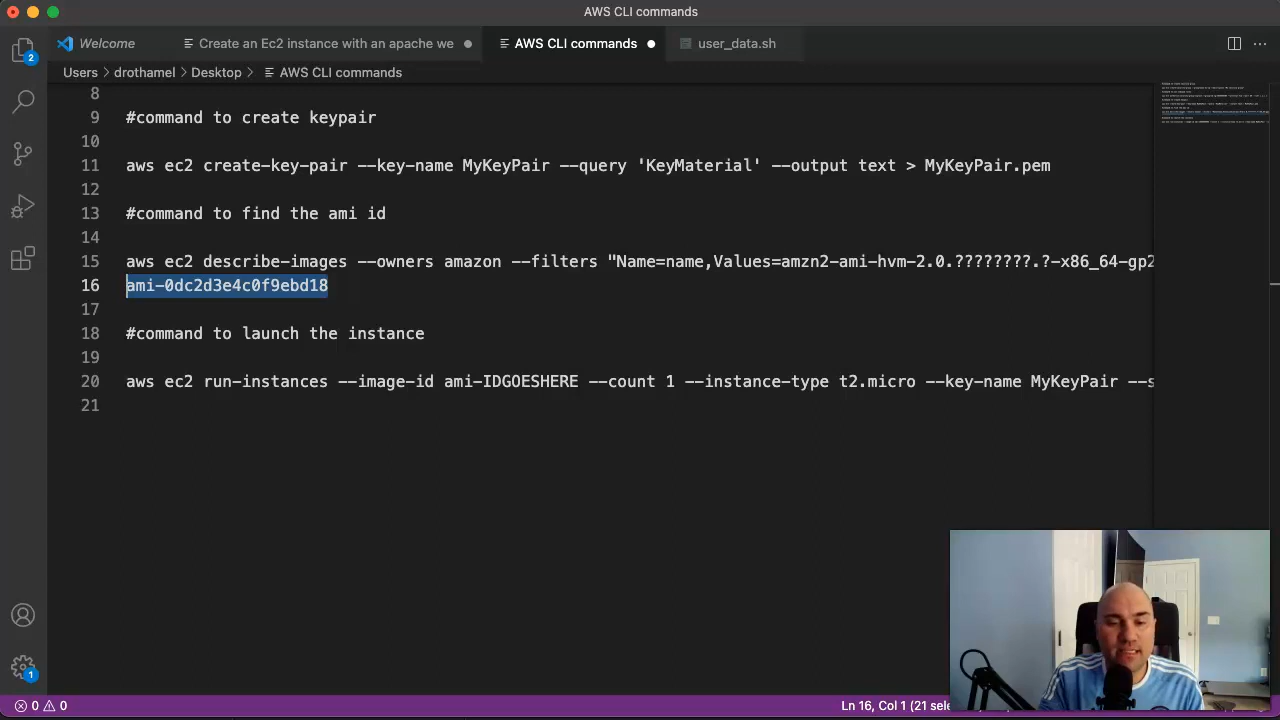 AWS CLI commands
Welcome
Create an Ec2 instance with an apache we
AWS CLI commands
user_data.sh
Users > drothamel > Desktop > AWS CLI commands
2
8
9 #command to create keypair
10
11 aws ec2 create-key-pair --key-name MyKeyPair --query 'KeyMaterial' --output text > MyKeyPair.pem
12
13 #command to find the ami id
14
15 aws ec2 describe-images --owners amazon --filters "Name=name,Values=amzn2-ami-hvm-2.0.????????.?-x86_64-gp2
16 ami-0dc2d3e4c0f9ebd18
17
18 #command to launch the instance
19
20 aws ec2 run-instances --image-id ami-IDGOESHERE --count 1 --instance-type t2.micro --key-name MyKeyPair --s
21
1
0 0 Ln 16, Col 1 (21 sele